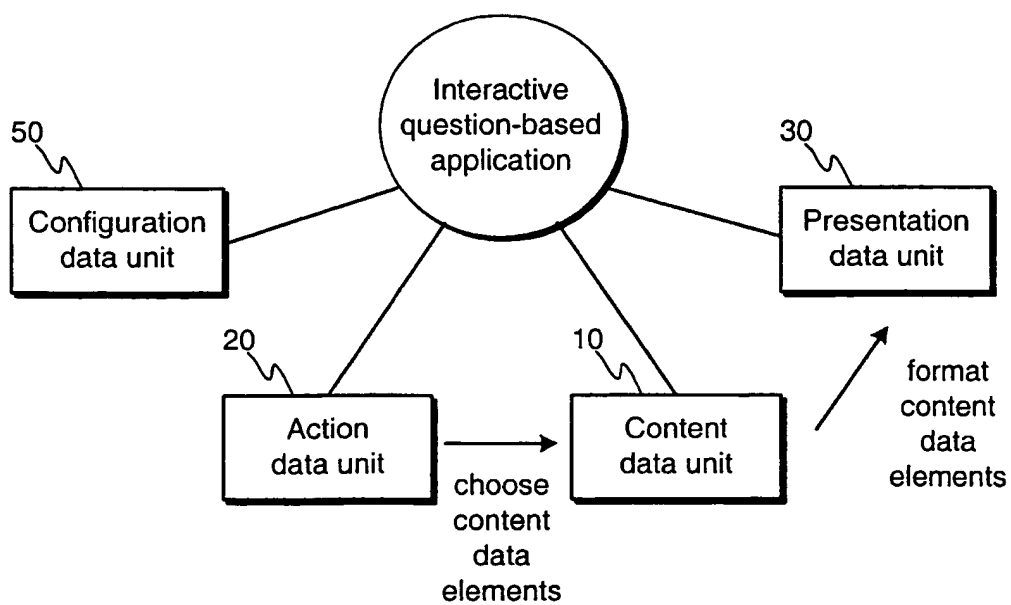 Interactive
question-based
application
50
Configuration
data unit
30
Presentation
data unit
20
Action
data unit
10
Content
data unit
choose
content
data
elements
format
content
data
elements